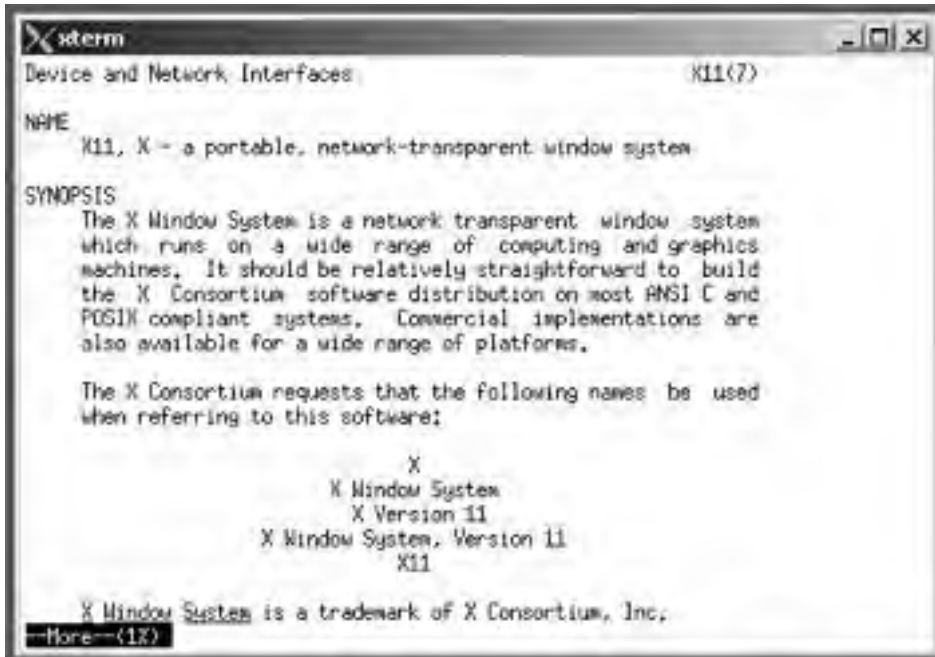 xterm
Device and Network Interfaces X11(7)
NAME
X11, X - a portable, network-transparent window system
SYNOPSIS
The X Window System is a network transparent window system
which runs on a wide range of computing and graphics
machines. It should be relatively straightforward to build
the X Consortium software distribution on most ANSI C and
POSIX compliant systems. Commercial implementations are
also available for a wide range of platforms.
The X Consortium requests that the following names be used
when referring to this software:
X
X Window System
X Version 11
X Window System, Version 11
X11
X Window System is a trademark of X Consortium, Inc.
--More--(1%)